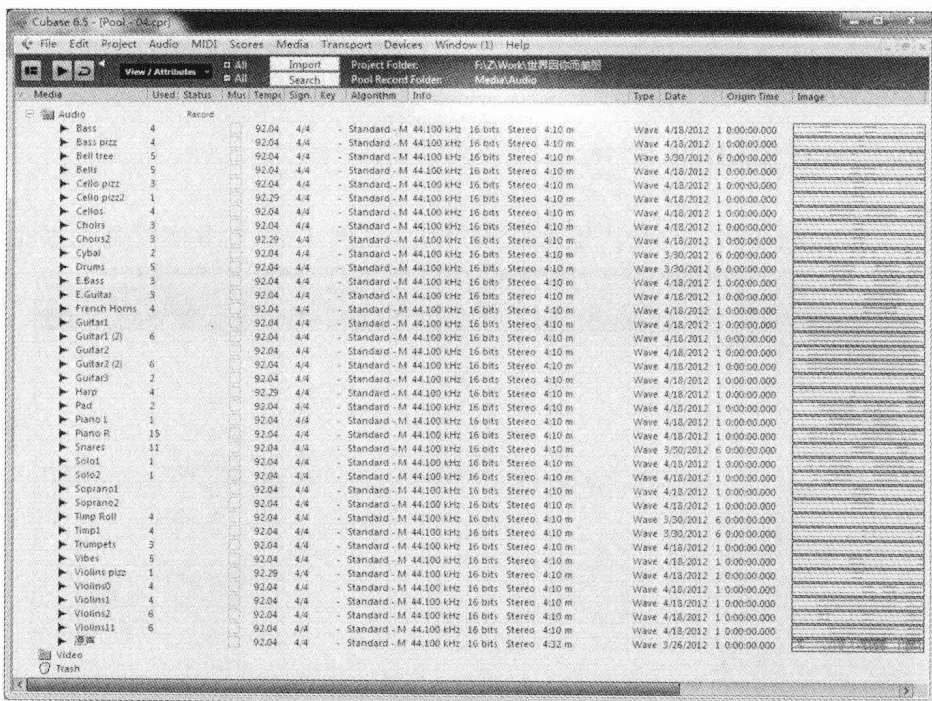 Cubase 6.5 - [Pool - 04.cpr]
File Edit Project Audio MIDI Scores Media Transport Devices Window (1) Help
View / Attributes All Import Project Folder: F:\Z\Work\世界因你而美丽
All Search Pool Record Folder: Media\Audio
Media Used Status Mus Tempo Sign. Key Algorithm Info Type Date Origin Time Image
Audio Record
Bass 4 92.04 4/4 - Standard - M 44.100 kHz 16 bits Stereo 4:10 m Wave 4/18/2012 1 0:00:00.000
Bass pizz 4 92.04 4/4 - Standard - M 44.100 kHz 16 bits Stereo 4:10 m Wave 4/18/2012 1 0:00:00.000
Bell tree 5 92.04 4/4 - Standard - M 44.100 kHz 16 bits Stereo 4:10 m Wave 3/30/2012 6 0:00:00.000
Bells 5 92.04 4/4 - Standard - M 44.100 kHz 16 bits Stereo 4:10 m Wave 4/18/2012 1 0:00:00.000
Cello pizz 3 92.04 4/4 - Standard - M 44.100 kHz 16 bits Stereo 4:10 m Wave 4/18/2012 1 0:00:00.000
Cello pizz2 1 92.29 4/4 - Standard - M 44.100 kHz 16 bits Stereo 4:10 m Wave 4/18/2012 1 0:00:00.000
Cellos 4 92.04 4/4 - Standard - M 44.100 kHz 16 bits Stereo 4:10 m Wave 4/18/2012 1 0:00:00.000
Choirs 3 92.04 4/4 - Standard - M 44.100 kHz 16 bits Stereo 4:10 m Wave 4/18/2012 1 0:00:00.000
Choirs2 3 92.29 4/4 - Standard - M 44.100 kHz 16 bits Stereo 4:10 m Wave 4/18/2012 1 0:00:00.000
Cybal 2 92.04 4/4 - Standard - M 44.100 kHz 16 bits Stereo 4:10 m Wave 3/30/2012 6 0:00:00.000
Drums 5 92.04 4/4 - Standard - M 44.100 kHz 16 bits Stereo 4:10 m Wave 3/30/2012 6 0:00:00.000
E.Bass 3 92.04 4/4 - Standard - M 44.100 kHz 16 bits Stereo 4:10 m Wave 4/18/2012 1 0:00:00.000
E.Guitar 3 92.04 4/4 - Standard - M 44.100 kHz 16 bits Stereo 4:10 m Wave 4/18/2012 1 0:00:00.000
French Horns 4 92.04 4/4 - Standard - M 44.100 kHz 16 bits Stereo 4:10 m Wave 4/18/2012 1 0:00:00.000
Guitar1 92.04 4/4 - Standard - M 44.100 kHz 16 bits Stereo 4:10 m Wave 4/18/2012 1 0:00:00.000
Guitar1 (2) 6 92.04 4/4 - Standard - M 44.100 kHz 16 bits Stereo 4:10 m Wave 4/18/2012 1 0:00:00.000
Guitar2 92.04 4/4 - Standard - M 44.100 kHz 16 bits Stereo 4:10 m Wave 4/18/2012 1 0:00:00.000
Guitar2 (2) 6 92.04 4/4 - Standard - M 44.100 kHz 16 bits Stereo 4:10 m Wave 4/18/2012 1 0:00:00.000
Guitar3 2 92.04 4/4 - Standard - M 44.100 kHz 16 bits Stereo 4:10 m Wave 4/18/2012 1 0:00:00.000
Harp 4 92.29 4/4 - Standard - M 44.100 kHz 16 bits Stereo 4:10 m Wave 4/18/2012 1 0:00:00.000
Pad 2 92.04 4/4 - Standard - M 44.100 kHz 16 bits Stereo 4:10 m Wave 4/18/2012 1 0:00:00.000
Piano L 1 92.04 4/4 - Standard - M 44.100 kHz 16 bits Stereo 4:10 m Wave 4/18/2012 1 0:00:00.000
Piano R 15 92.04 4/4 - Standard - M 44.100 kHz 16 bits Stereo 4:10 m Wave 4/18/2012 1 0:00:00.000
Snares 11 92.04 4/4 - Standard - M 44.100 kHz 16 bits Stereo 4:10 m Wave 3/30/2012 6 0:00:00.000
Solo1 1 92.04 4/4 - Standard - M 44.100 kHz 16 bits Stereo 4:10 m Wave 4/18/2012 1 0:00:00.000
Solo2 1 92.04 4/4 - Standard - M 44.100 kHz 16 bits Stereo 4:10 m Wave 4/18/2012 1 0:00:00.000
Soprano1 92.04 4/4 - Standard - M 44.100 kHz 16 bits Stereo 4:10 m Wave 4/18/2012 1 0:00:00.000
Soprano2 92.04 4/4 - Standard - M 44.100 kHz 16 bits Stereo 4:10 m Wave 4/18/2012 1 0:00:00.000
Timp Roll 4 92.04 4/4 - Standard - M 44.100 kHz 16 bits Stereo 4:10 m Wave 3/30/2012 6 0:00:00.000
Timp1 4 92.04 4/4 - Standard - M 44.100 kHz 16 bits Stereo 4:10 m Wave 3/30/2012 6 0:00:00.000
Trumpets 3 92.04 4/4 - Standard - M 44.100 kHz 16 bits Stereo 4:10 m Wave 4/18/2012 1 0:00:00.000
Vibes 5 92.04 4/4 - Standard - M 44.100 kHz 16 bits Stereo 4:10 m Wave 4/18/2012 1 0:00:00.000
Violins pizz 1 92.29 4/4 - Standard - M 44.100 kHz 16 bits Stereo 4:10 m Wave 4/18/2012 1 0:00:00.000
Violins0 4 92.04 4/4 - Standard - M 44.100 kHz 16 bits Stereo 4:10 m Wave 4/18/2012 1 0:00:00.000
Violins1 4 92.04 4/4 - Standard - M 44.100 kHz 16 bits Stereo 4:10 m Wave 4/18/2012 1 0:00:00.000
Violins2 6 92.04 4/4 - Standard - M 44.100 kHz 16 bits Stereo 4:10 m Wave 4/18/2012 1 0:00:00.000
Violins11 6 92.04 4/4 - Standard - M 44.100 kHz 16 bits Stereo 4:10 m Wave 4/18/2012 1 0:00:00.000
原声 92.04 4/4 - Standard - M 44.100 kHz 16 bits Stereo 4:32 m Wave 3/26/2012 1 0:00:00.000
Video
Trash